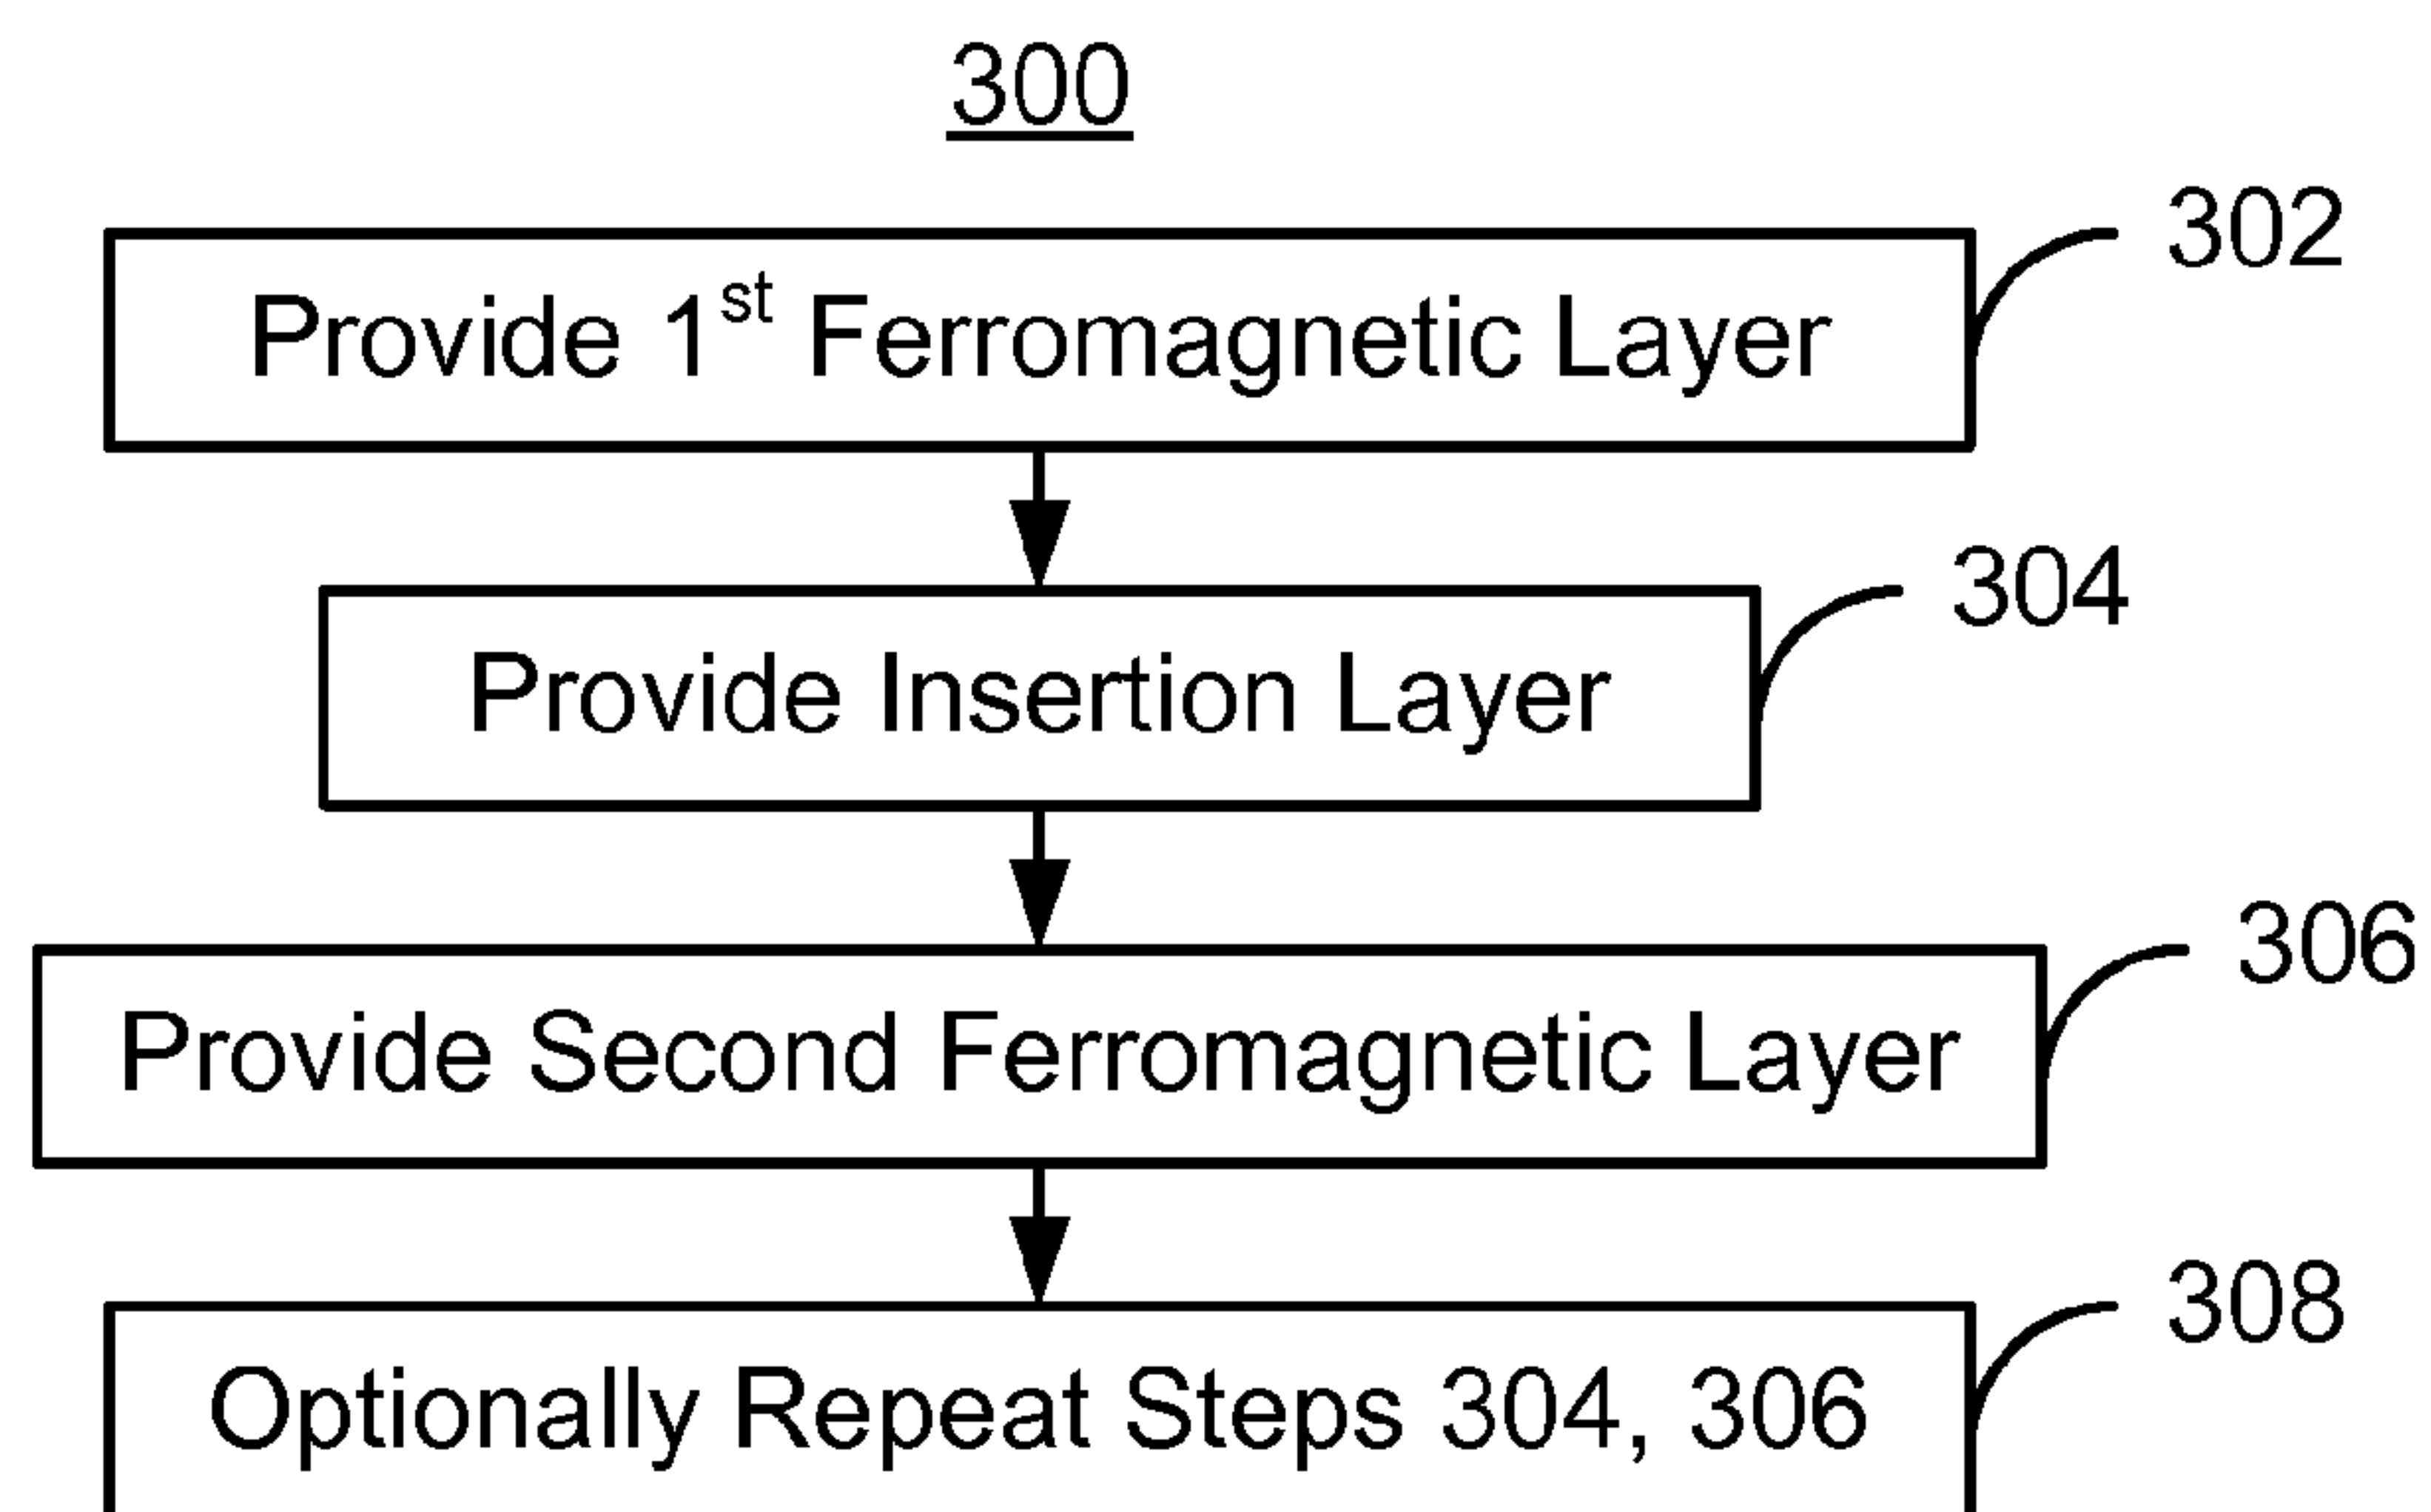 300
302
Provide 1st Ferromagnetic Layer
304
Provide Insertion Layer
306
Provide Second Ferromagnetic Layer
308
Optionally Repeat Steps 304, 306